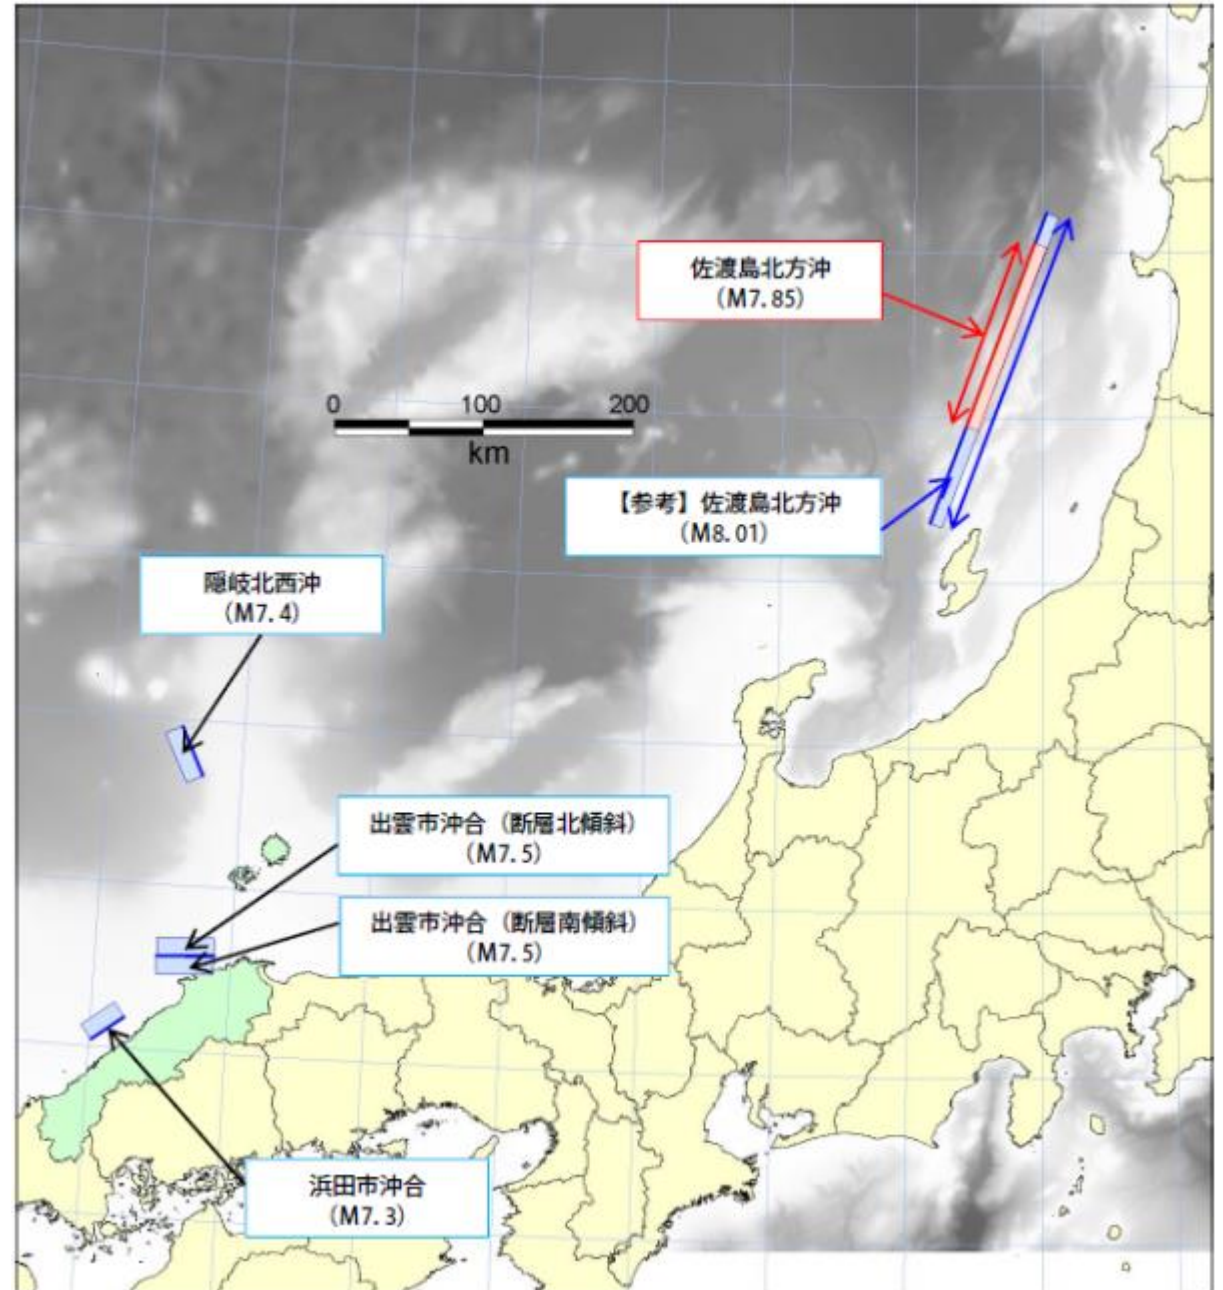 佐渡島北方沖
(M7.85)
0 100 200
km
【参考】佐渡島北方沖
(M8.01)
隠岐北西沖
(M7.4)
出雲市沖合（断層北傾斜）
(M7.5)
出雲市沖合（断層南傾斜）
(M7.5)
浜田市沖合
(M7.3)